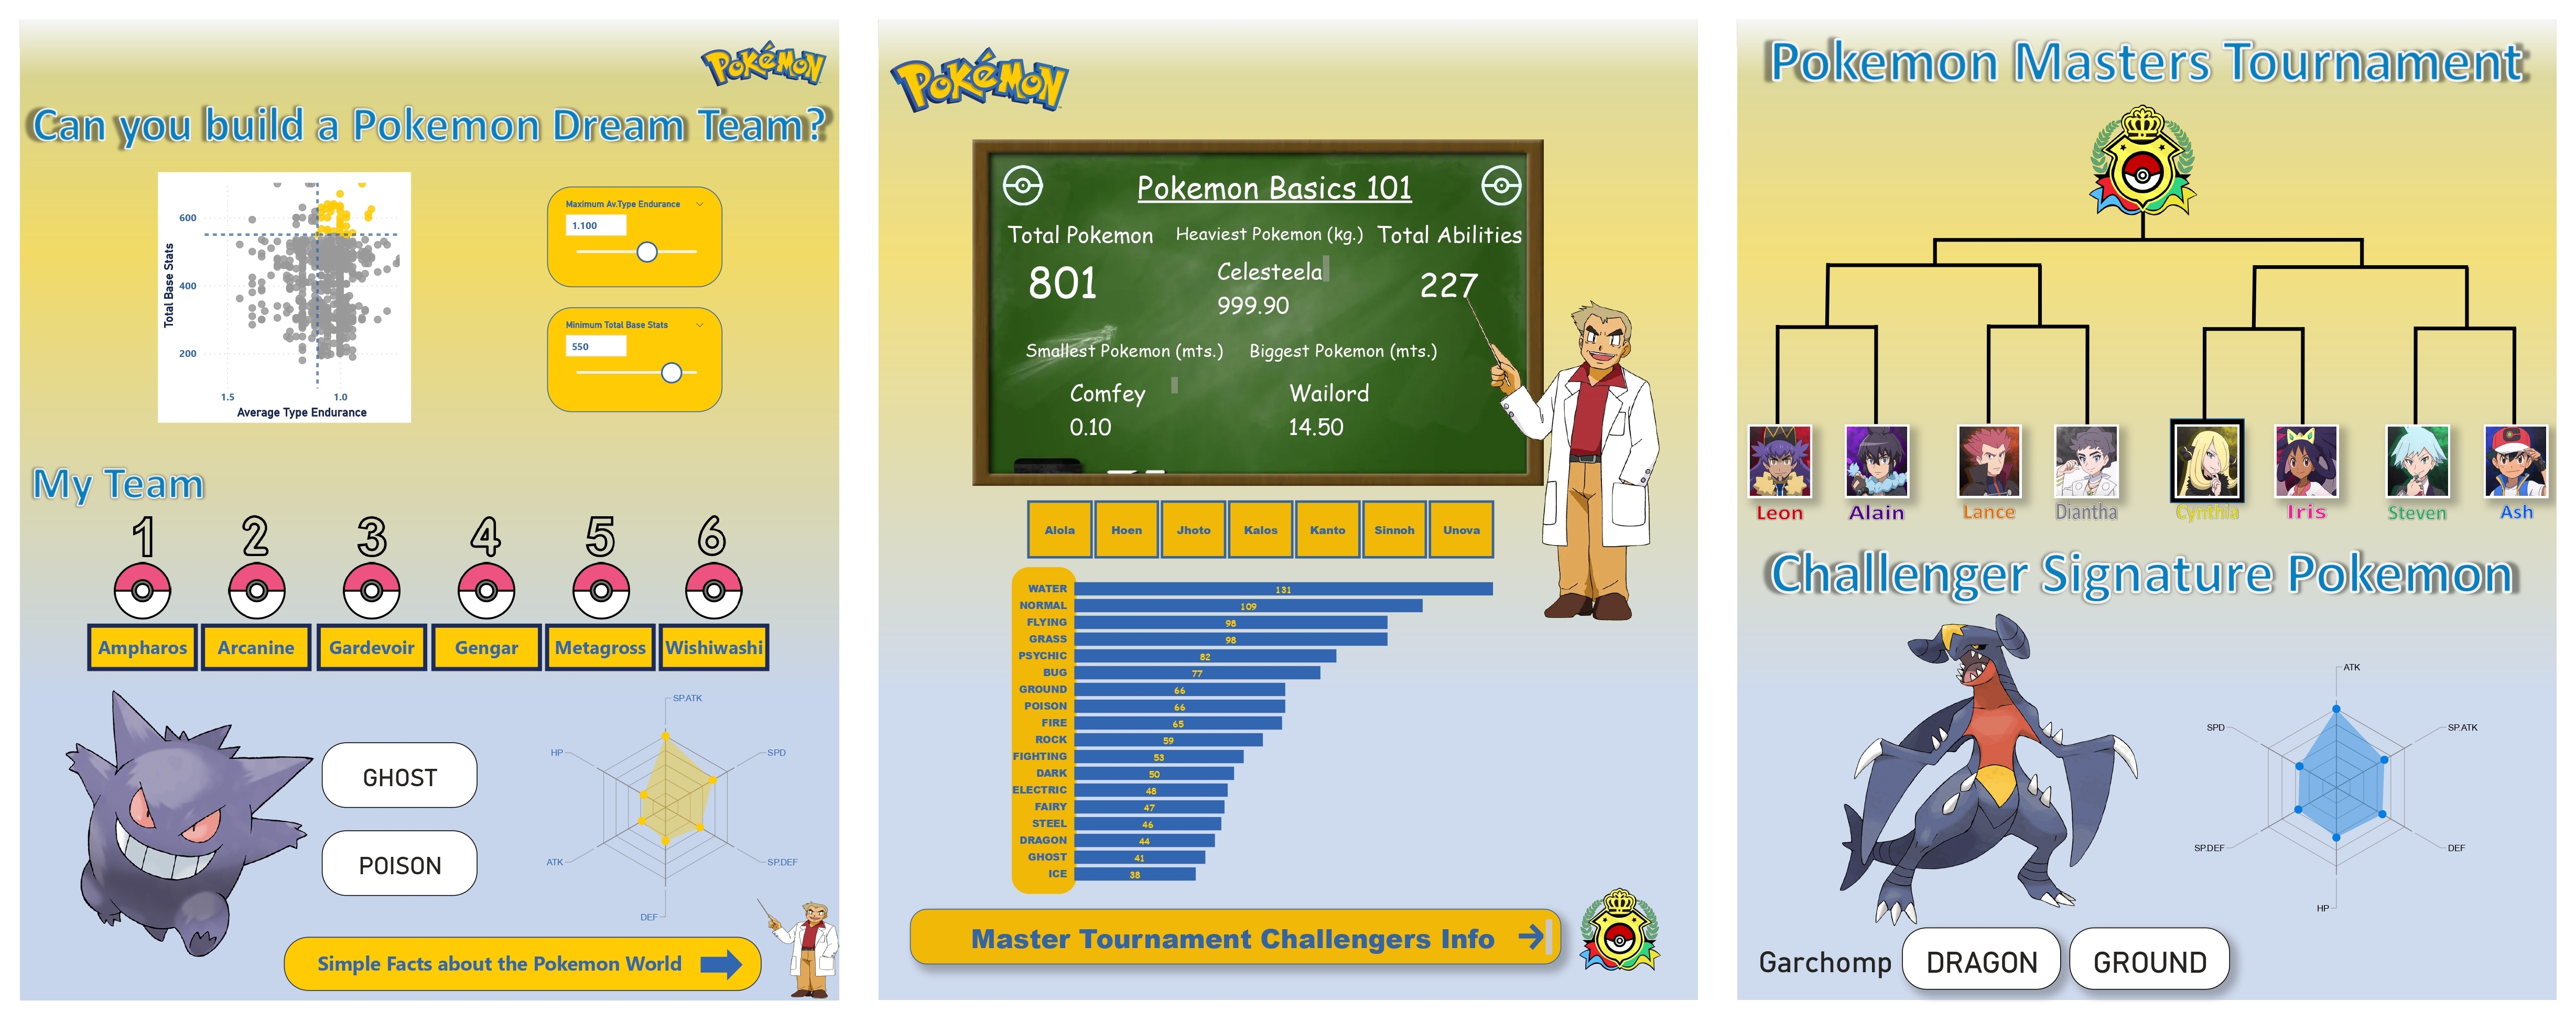 POKéMON
Can you build a Pokemon Dream Team?
600
400
200
Total Base Stats
1.5 1.0
Average Type Endurance
Maximum Av.Type Endurance
1.100
Minimum Total Base Stats
550
My Team
1 2 3 4 5 6
Ampharos Arcanine Gardevoir Gengar Metagross Wishiwashi
GHOST
POISON
SP.ATK
HP SPD
ATK SP.DEF
DEF
Simple Facts about the Pokemon World
POKéMON
Pokemon Basics 101
Total Pokemon Heaviest Pokemon (kg.) Total Abilities
801 Celesteela 227
999.90
Smallest Pokemon (mts.) Biggest Pokemon (mts.)
Comfey Wailord
0.10 14.50
Alola Hoen Jhoto Kalos Kanto Sinnoh Unova
WATER 131
NORMAL 109
FLYING 98
GRASS 98
PSYCHIC 82
BUG 77
GROUND 66
POISON 66
FIRE 65
ROCK 59
FIGHTING 53
DARK 50
ELECTRIC 48
FAIRY 47
STEEL 46
DRAGON 44
GHOST 41
ICE 38
Master Tournament Challengers Info
Pokemon Masters Tournament
Leon Alain Lance Diantha Cynthia Iris Steven Ash
Challenger Signature Pokemon
ATK
SPD SP.ATK
SP.DEF DEF
HP
Garchomp DRAGON GROUND